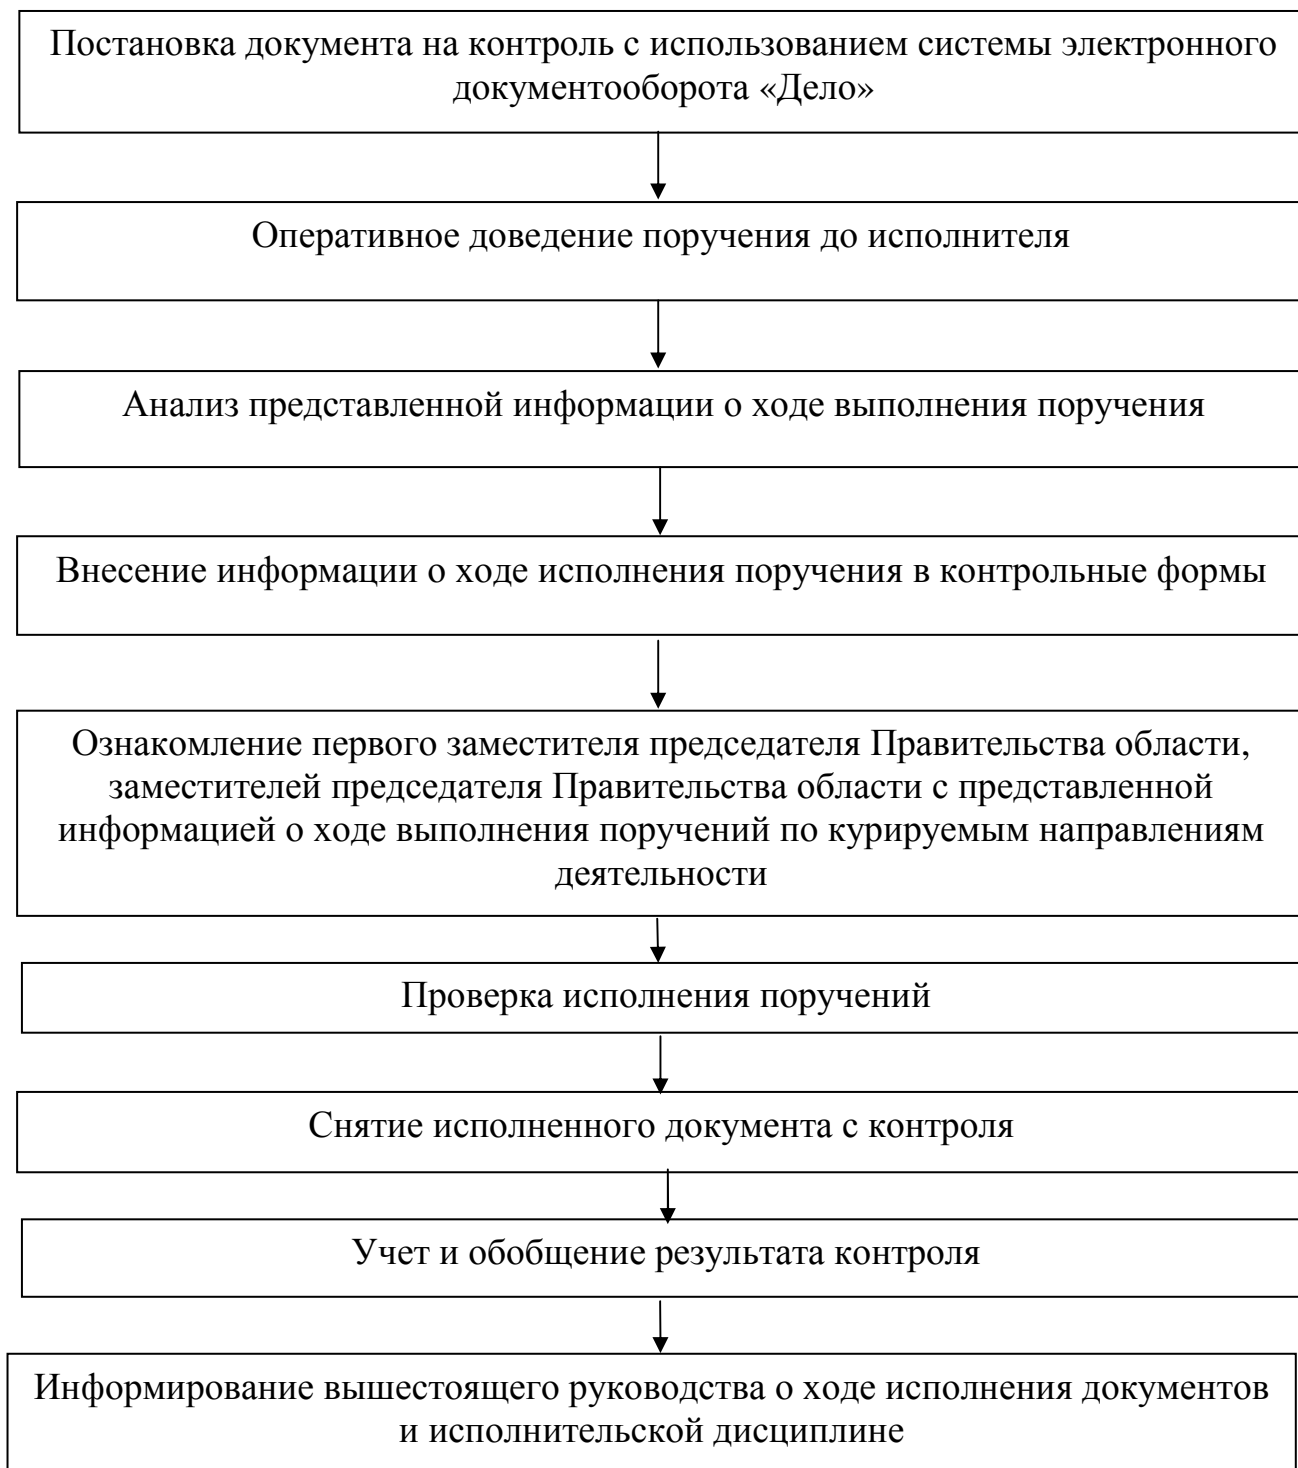 Постановка документа на контроль с использованием системы электронного
документооборота «Дело»
Оперативное доведение поручения до исполнителя
Анализ представленной информации о ходе выполнения поручения
Внесение информации о ходе исполнения поручения в контрольные формы
Ознакомление первого заместителя председателя Правительства области,
заместителей председателя Правительства области с представленной
информацией о ходе выполнения поручений по курируемым направлениям
деятельности
Проверка исполнения поручений
Снятие исполненного документа с контроля
Учет и обобщение результата контроля
Информирование вышестоящего руководства о ходе исполнения документов
и исполнительской дисциплине